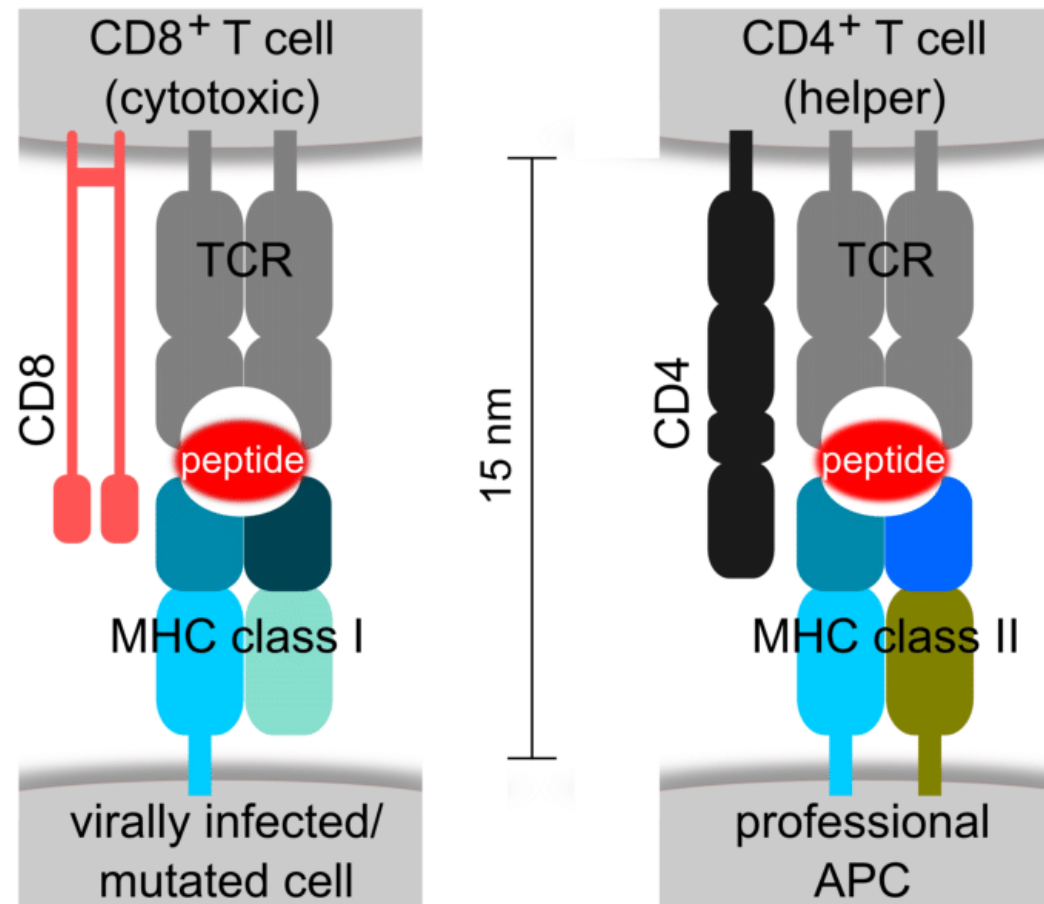 CD8+ T cell
(cytotoxic)
TCR
CD8
peptide
MHC class I
virally infected/
mutated cell
15 nm
CD4+ T cell
(helper)
TCR
CD4
peptide
MHC class II
professional
APC